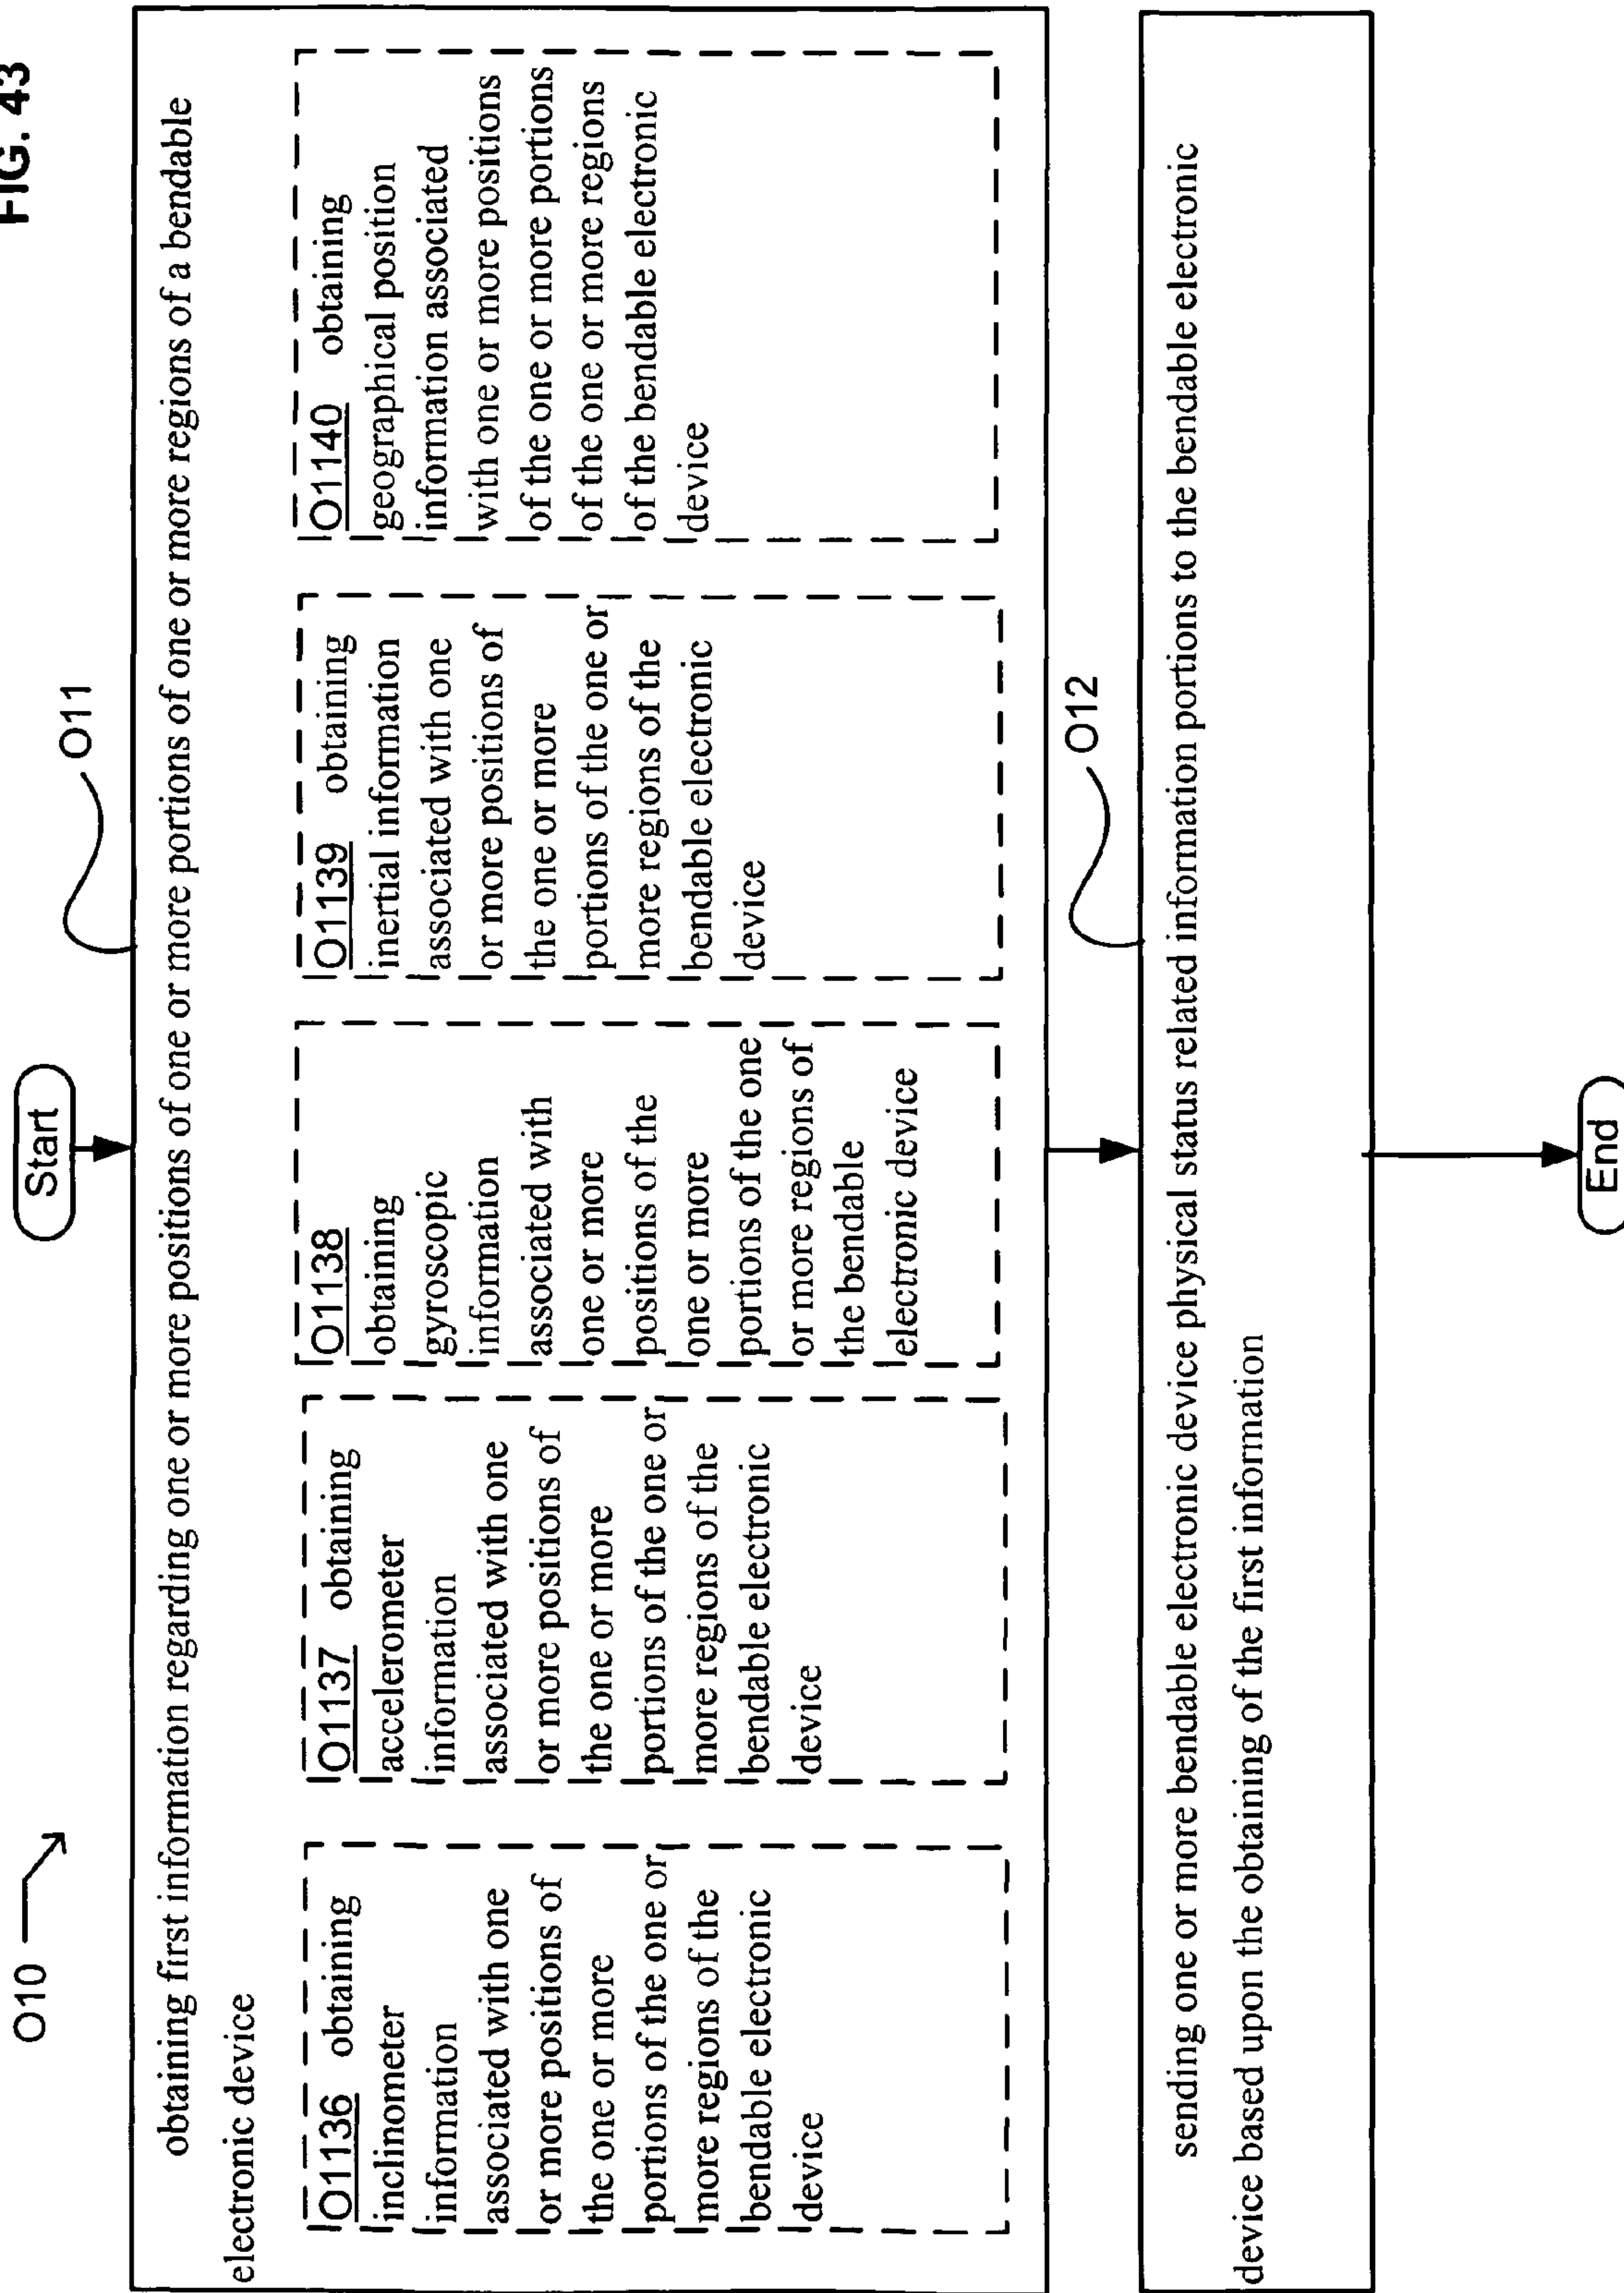 FIG. 43
O10
Start
O11
obtaining first information regarding one or more positions of one or more portions of one or more regions of a bendable
electronic device
O1136 obtaining
inclinometer
information
associated with one
or more positions of
the one or more
portions of the one or
more regions of the
bendable electronic
device
O1137 obtaining
accelerometer
information
associated with one
or more positions of
the one or more
portions of the one or
more regions of the
bendable electronic
device
O1138
obtaining
gyroscopic
information
associated with
one or more
positions of the
one or more
portions of the one
or more regions of
the bendable
electronic device
O1139 obtaining
inertial information
associated with one
or more positions of
the one or more
portions of the one or
more regions of the
bendable electronic
device
O1140 obtaining
geographical position
information associated
with one or more positions
of the one or more portions
of the one or more regions
of the bendable electronic
device
O12
sending one or more bendable electronic device physical status related information portions to the bendable electronic
device based upon the obtaining of the first information
End